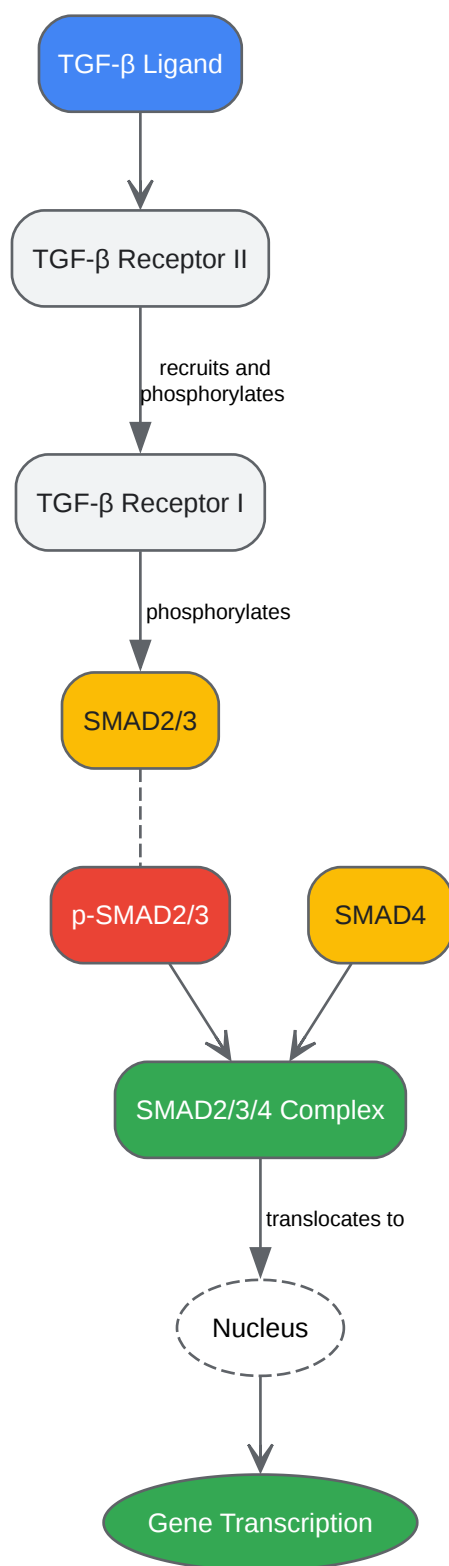 TGF-β Ligand
TGF-β Receptor II
recruits and
phosphorylates
TGF-β Receptor I
phosphorylates
SMAD2/3
p-SMAD2/3
SMAD4
SMAD2/3/4 Complex
translocates to
Nucleus
Gene Transcription